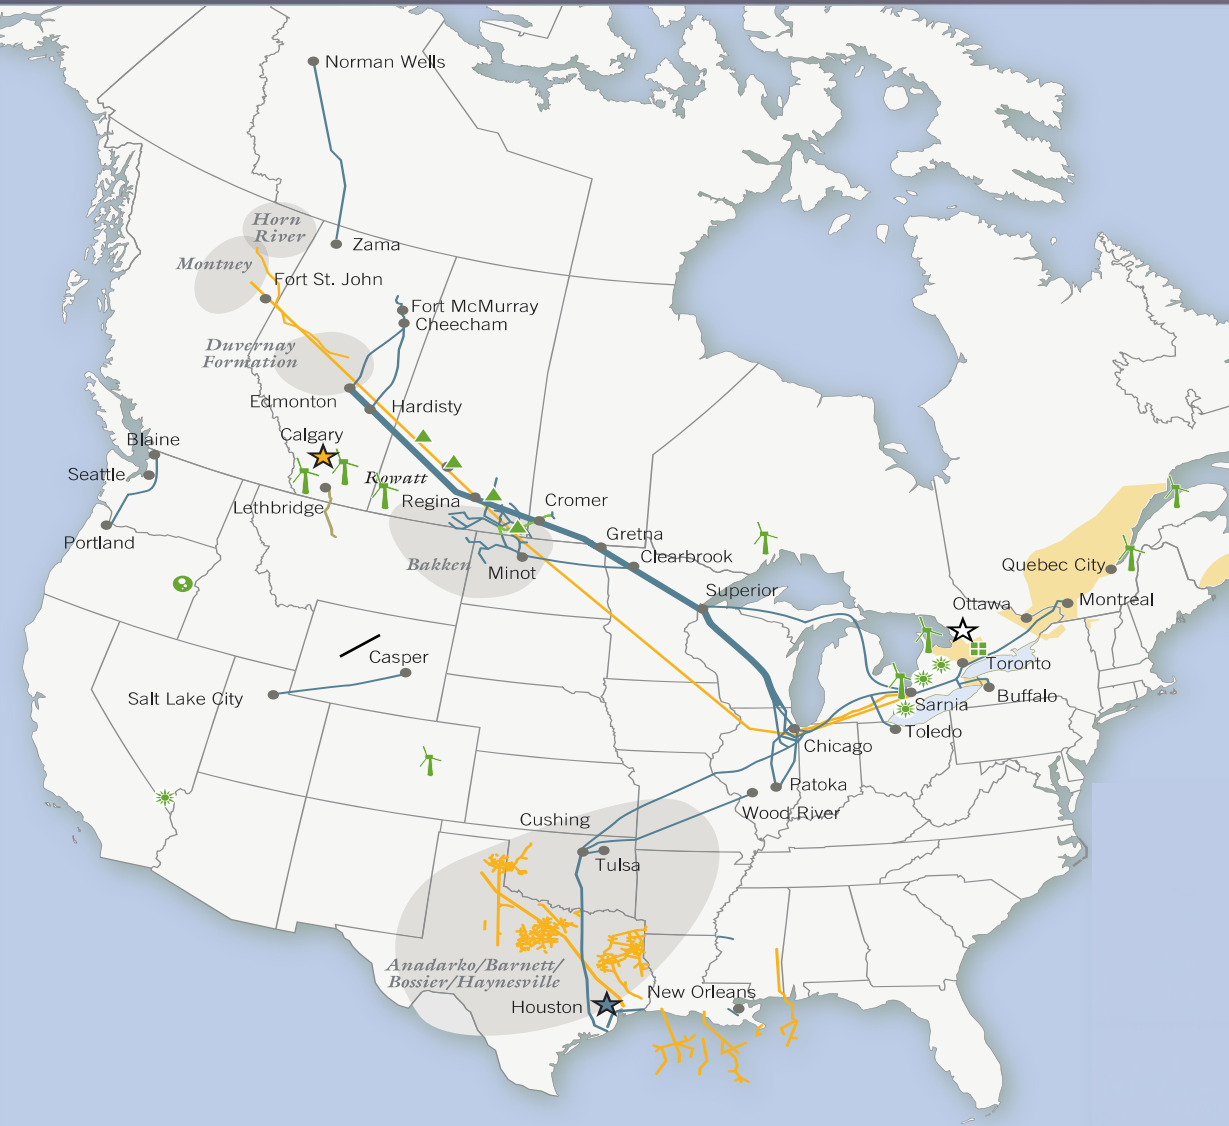 Norman Wells
Horn
River
Zama
Montney
Fort St. John
Fort McMurray
Cheecham
Duvernay
Formation
Edmonton
Hardisty
Calgary
Blaine
Seattle
Rowatt
Regina
Cromer
Lethbridge
Portland
Gretna
Clearbrook
Bakken
Minot
Quebec City
Superior
Ottawa
Montreal
Casper
Toronto
Salt Lake City
Buffalo
Sarnia
Toledo
Chicago
Patoka
Wood River
Cushing
Tulsa
Anadarko/Barnett/
Bossier/Haynesville
New Orleans
Houston